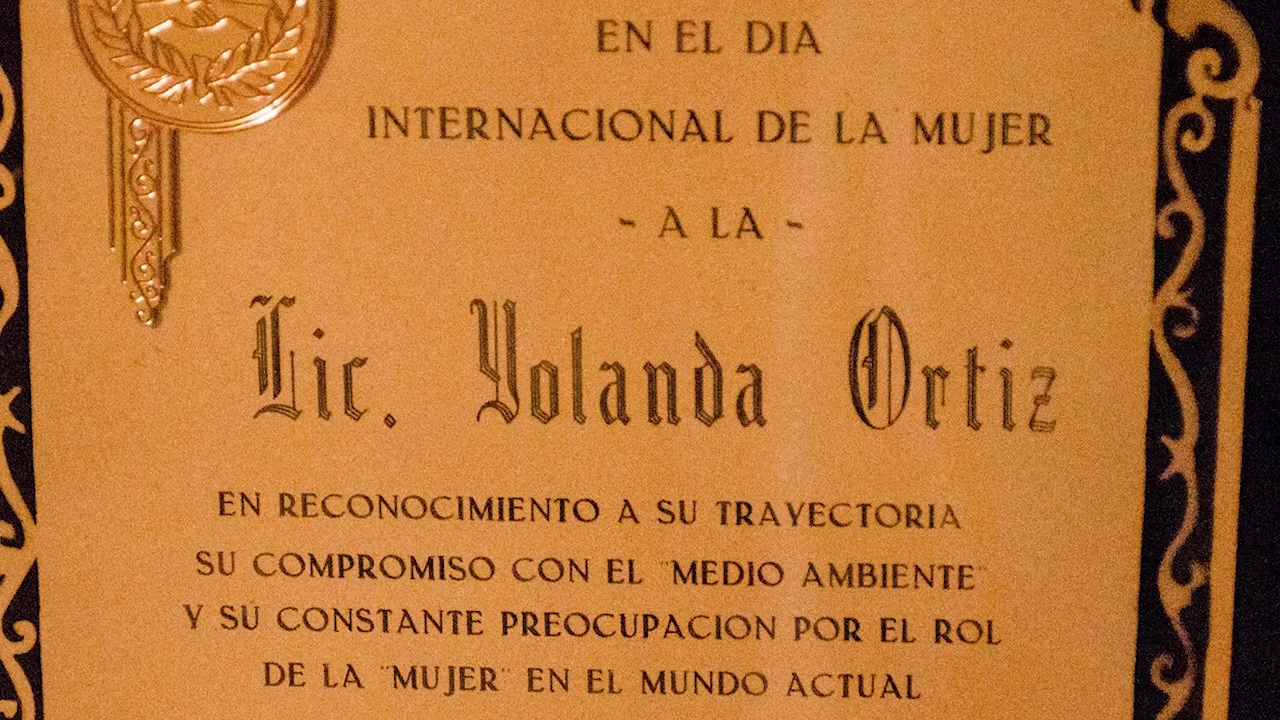 EN EL DIA
INTERNACIONAL DE LA MUJER
- A LA -
Lic. Yolanda Ortiz
EN RECONOCIMIENTO A SU TRAYECTORIA
SU COMPROMISO CON EL "MEDIO AMBIENTE"
Y SU CONSTANTE PREOCUPACION POR EL ROL
DE LA "MUJER" EN EL MUNDO ACTUAL